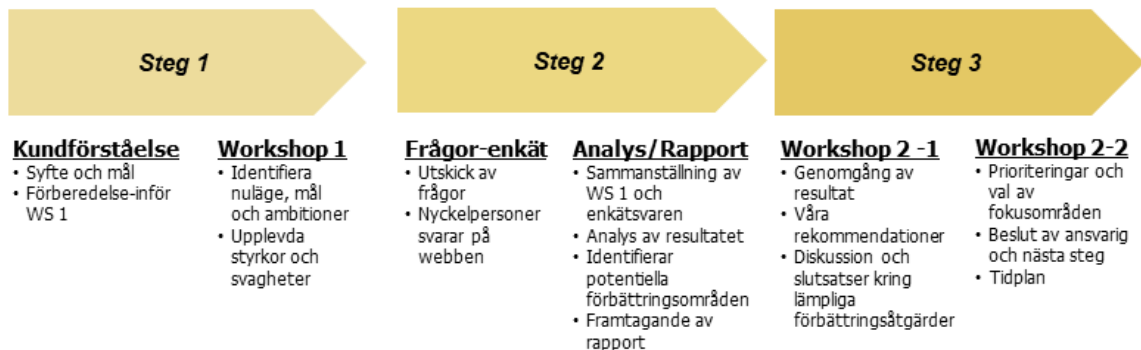 Steg 1
Steg 2
Steg 3
Kundförståelse
• Syfte och mål
• Förberedelse-inför
WS 1
Workshop 1
• Identifiera
nuläge, mål
och ambitioner
• Upplevda
styrkor och
svagheter
Frågor-enkät
• Utskick av
frågor
• Nyckelpersoner
svarar på
webben
Analys/Rapport
• Sammanställning av
WS 1 och
enkätsvaren
• Analys av resultatet
• Identifierar
potentiella
förbättringsområden
• Framtagande av
rapport
Workshop 2 -1
• Genomgång av
resultat
• Våra
rekommendationer
• Diskussion och
slutsatser kring
lämpliga
förbättringsåtgärder
Workshop 2-2
• Prioriteringar och
val av
fokusområden
• Beslut av ansvarig
och nästa steg
• Tidplan